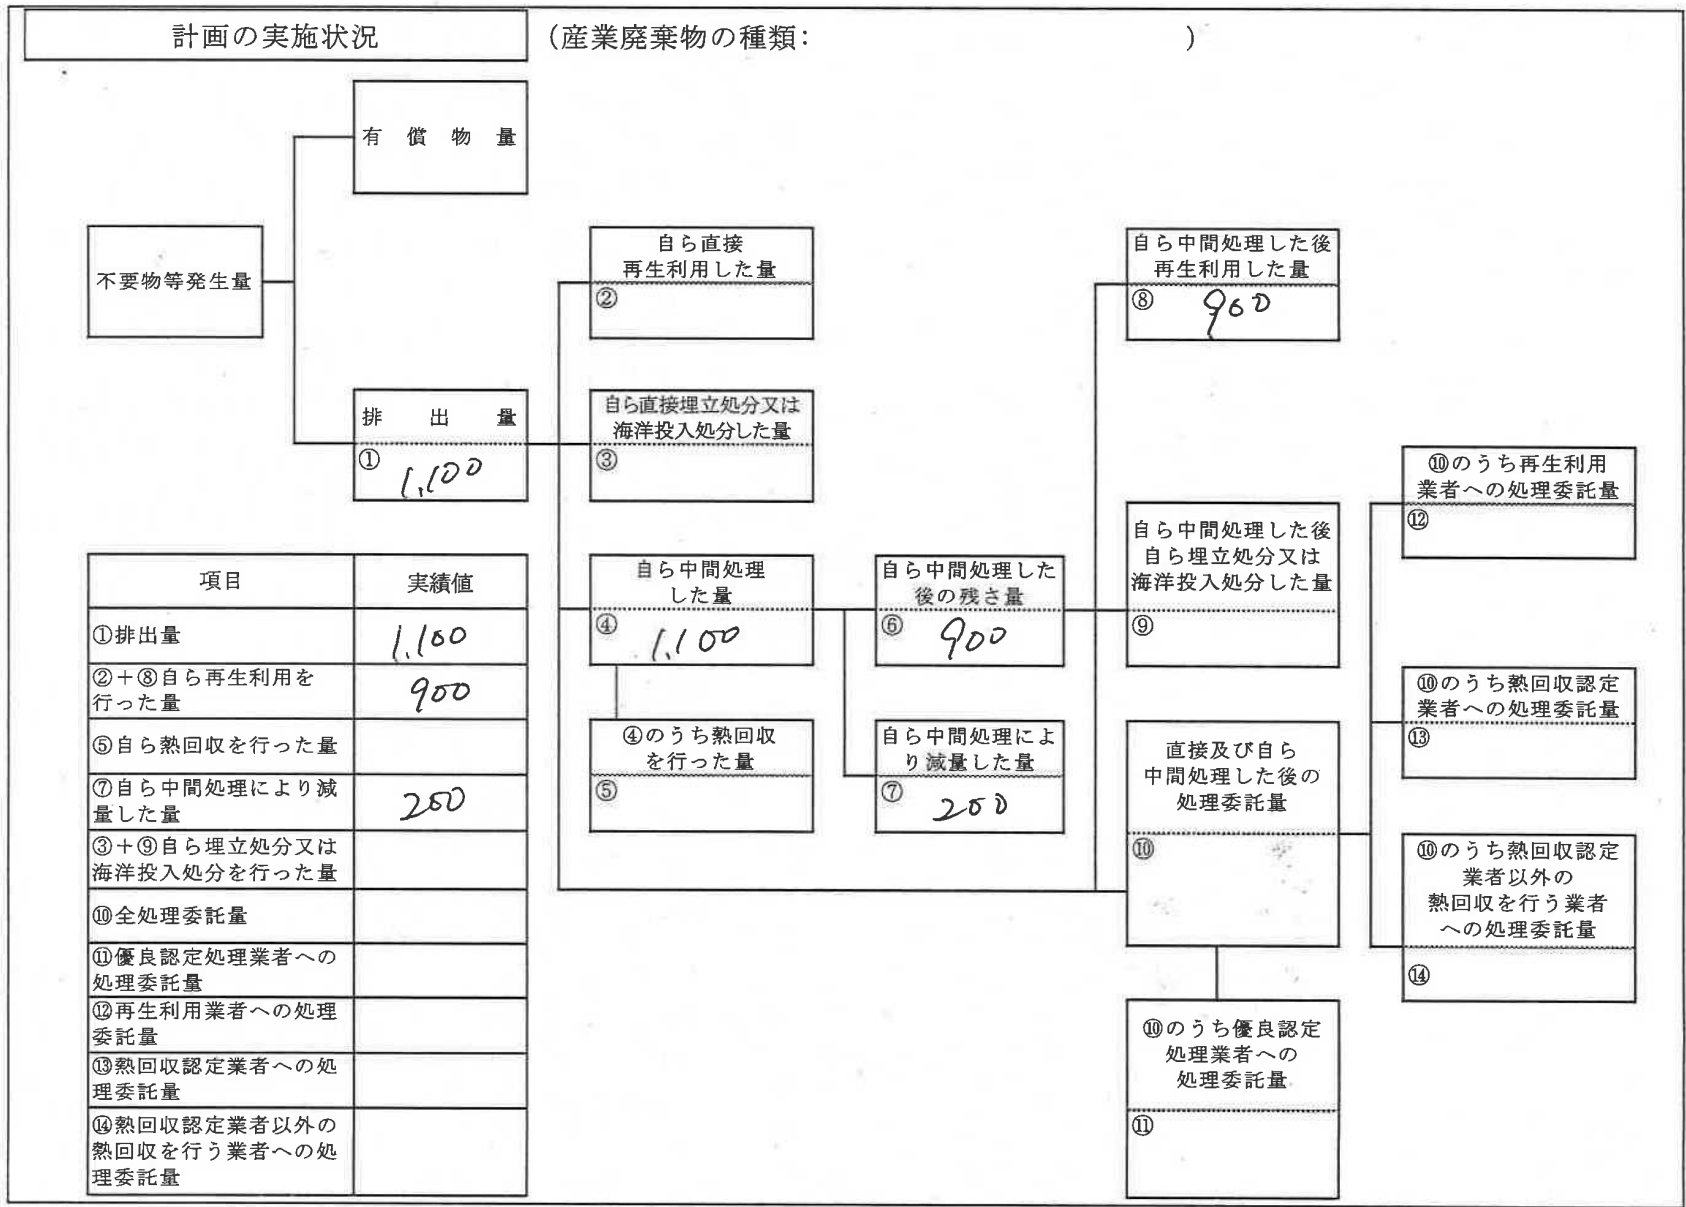 計画の実施状況
(産業廃棄物の種類: )
有償物量
不要物等発生量
排出量
①
1,100
自ら直接
再生利用した量
②
自ら直接埋立処分又は
海洋投入処分した量
③
自ら中間処理
した量
④
1,100
④のうち熱回収
を行った量
⑤
自ら中間処理した
後の残さ量
⑥
900
自ら中間処理によ
り減量した量
⑦
200
自ら中間処理した後
再生利用した量
⑧
900
自ら中間処理した後
自ら埋立処分又は
海洋投入処分した量
⑨
直接及び自ら
中間処理した後の
処理委託量
⑩
⑩のうち優良認定
処理業者への
処理委託量
⑪
⑩のうち再生利用
業者への処理委託量
⑫
⑩のうち熱回収認定
業者への処理委託量
⑬
⑩のうち熱回収認定
業者以外の
熱回収を行う業者
への処理委託量
⑭
項目 実績値
①排出量 1,100
②+⑧自ら再生利用を
行った量
900
⑤自ら熱回収を行った量
⑦自ら中間処理により減
量した量
200
③+⑨自ら埋立処分又は
海洋投入処分を行った量
⑩全処理委託量
⑪優良認定処理業者への
処理委託量
⑫再生利用業者への処理
委託量
⑬熱回収認定業者への処
理委託量
⑭熱回収認定業者以外の
熱回収を行う業者への処
理委託量